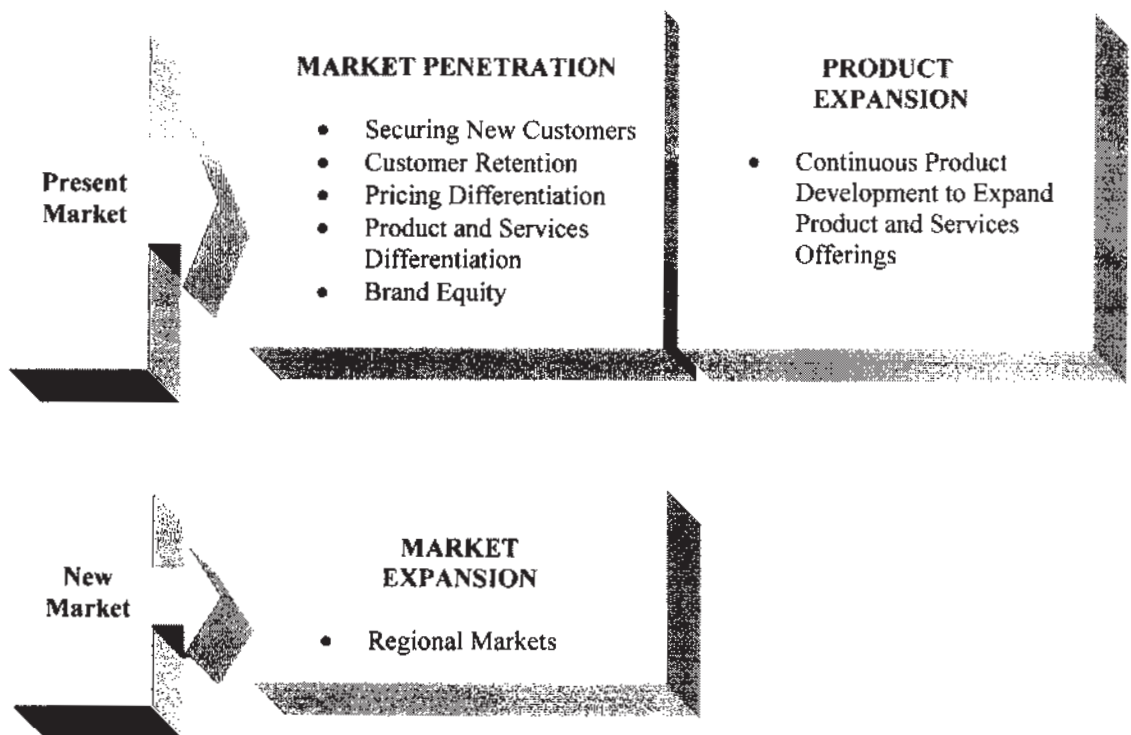 Present
Market
MARKET PENETRATION
• Securing New Customers
• Customer Retention
• Pricing Differentiation
• Product and Services
Differentiation
• Brand Equity
PRODUCT
EXPANSION
• Continuous Product
Development to Expand
Product and Services
Offerings
New
Market
MARKET
EXPANSION
• Regional Markets